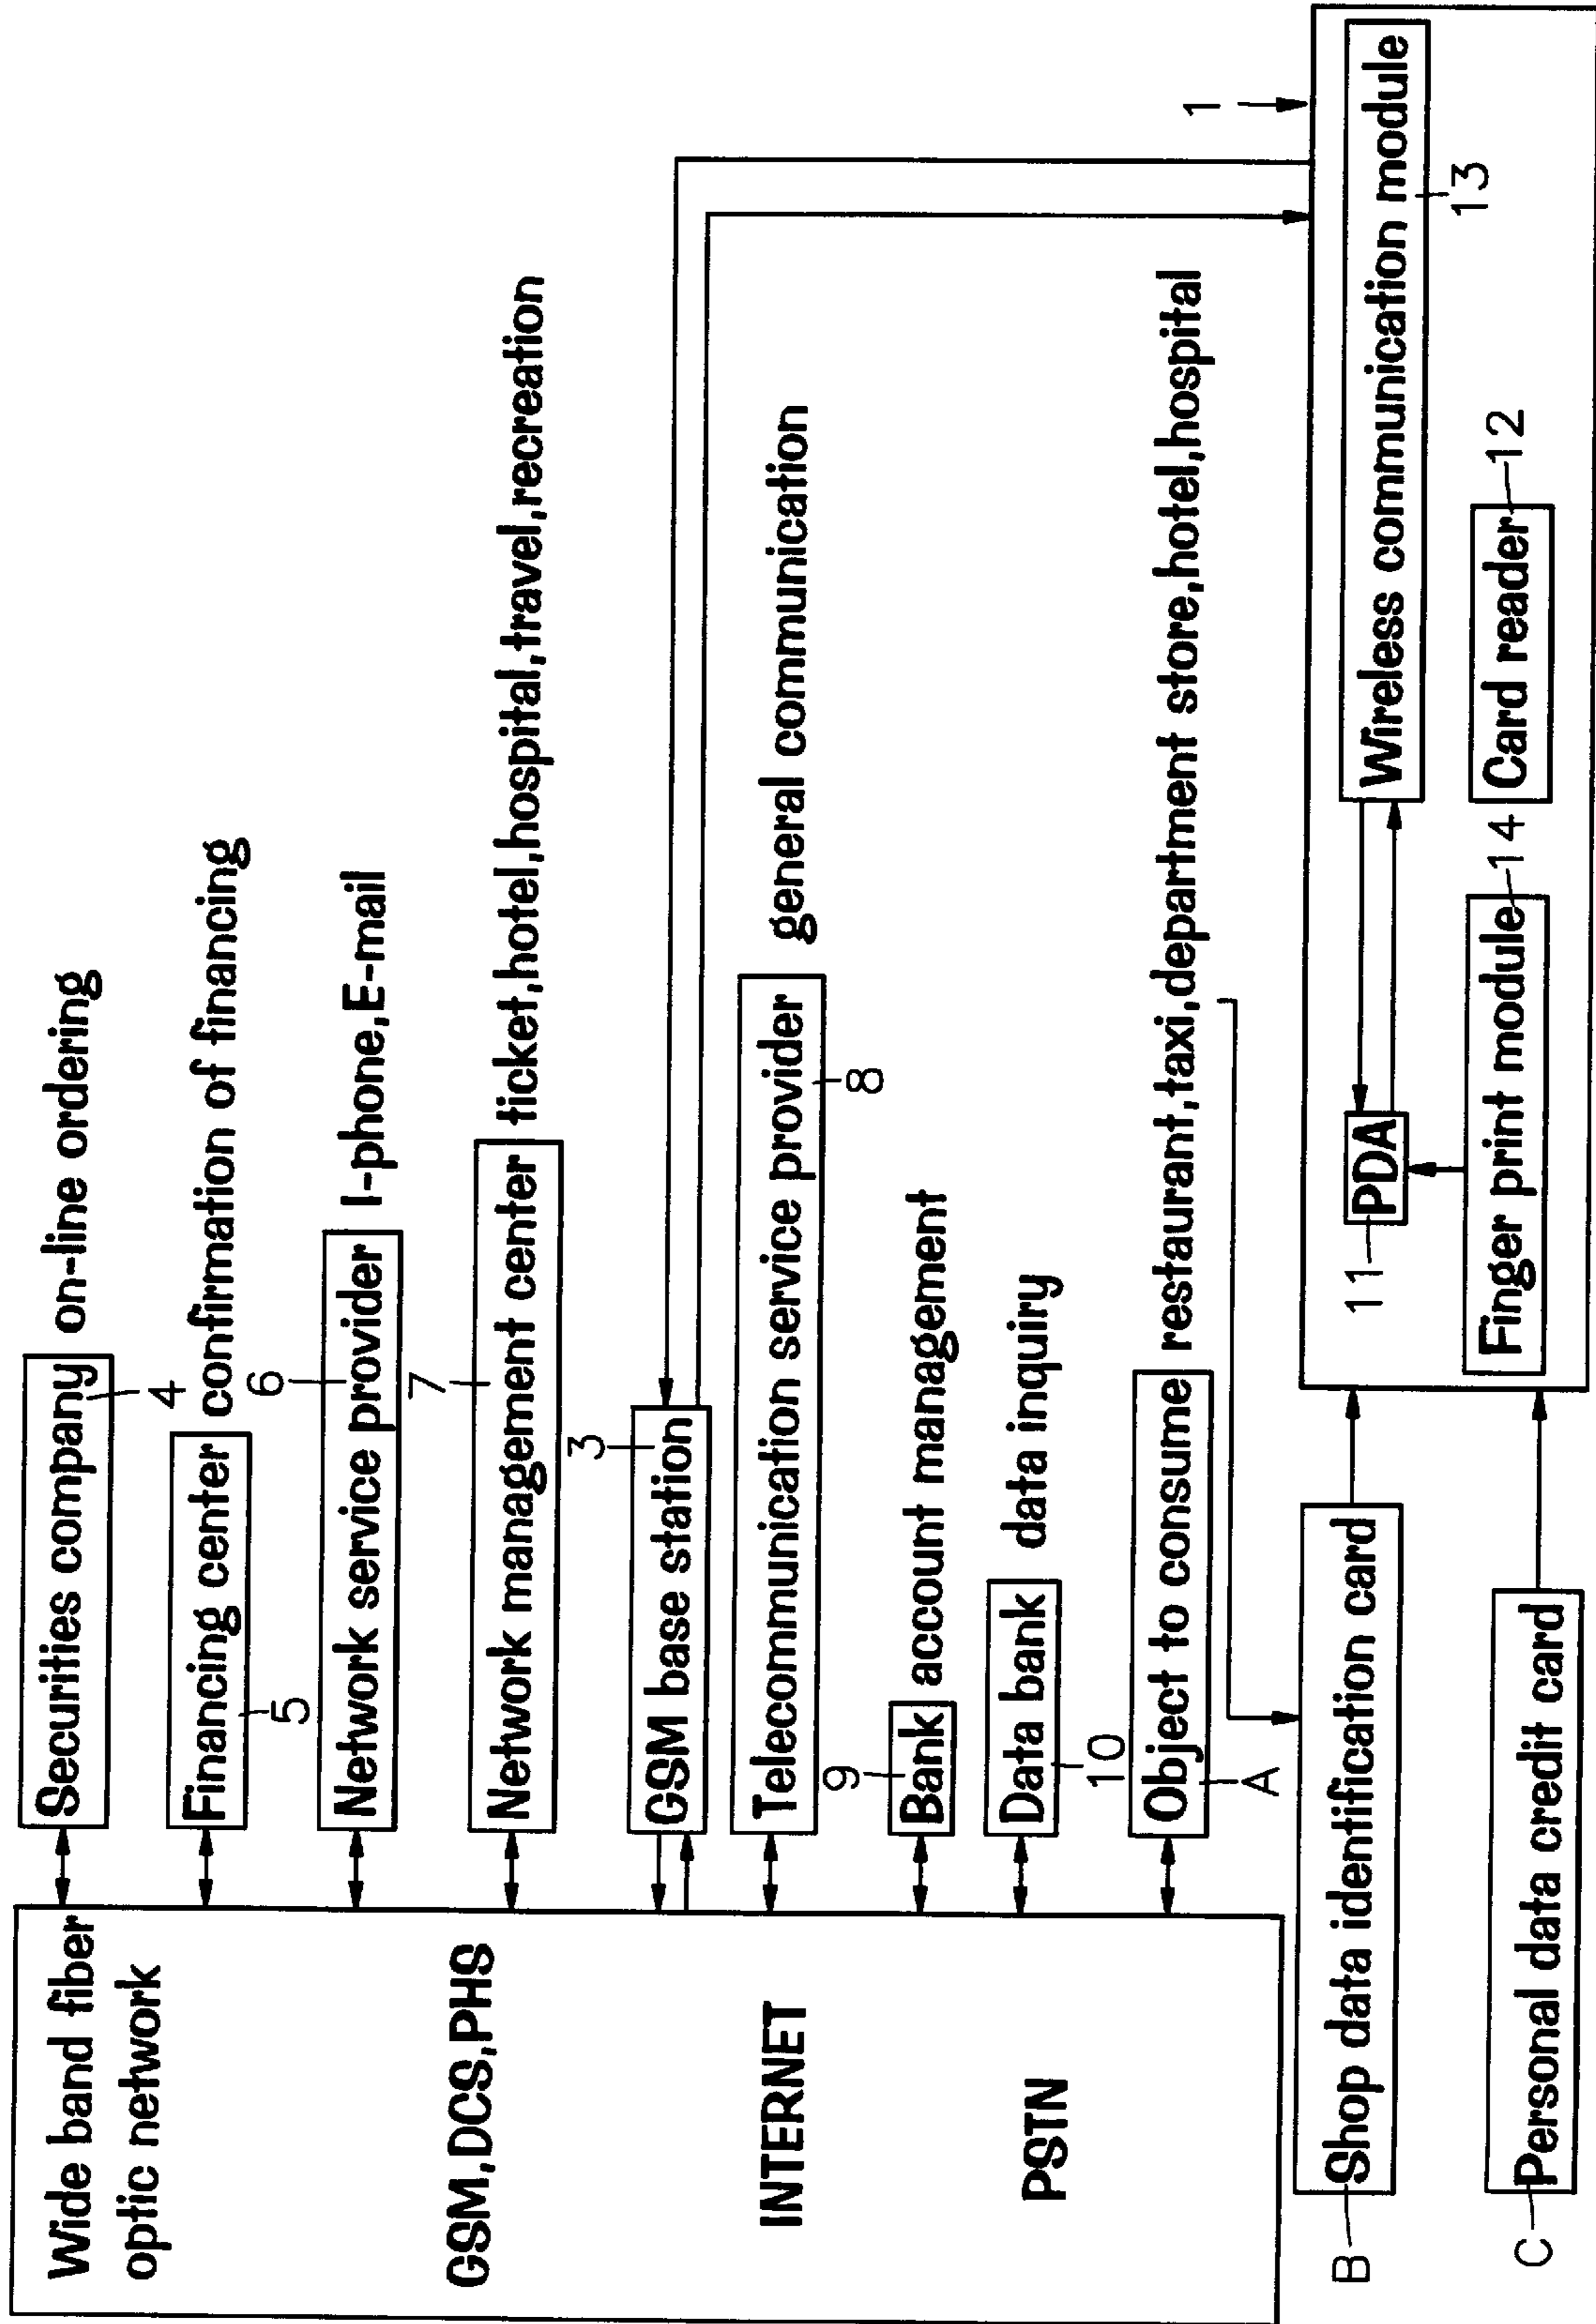 Wide band fiber
optic network
GSM,DCS,PHS
INTERNET
PSTN
Securities company
4
on-line ordering
Financing center
5
confirmation of financing
Network service provider
6
I-phone,E-mail
Network management center
7
ticket,hotel,hospital,travel,recreation
GSM base station
3
Telecommunication service provider
8
general communication
Bank
9
account management
Data bank
10
data inquiry
Object to consume
A
restaurant,taxi,department store,hotel,hospital
Shop data identification card
B
Personal data credit card
C
1
11
PDA
Wireless communication module
13
Finger print module
14
Card reader
12